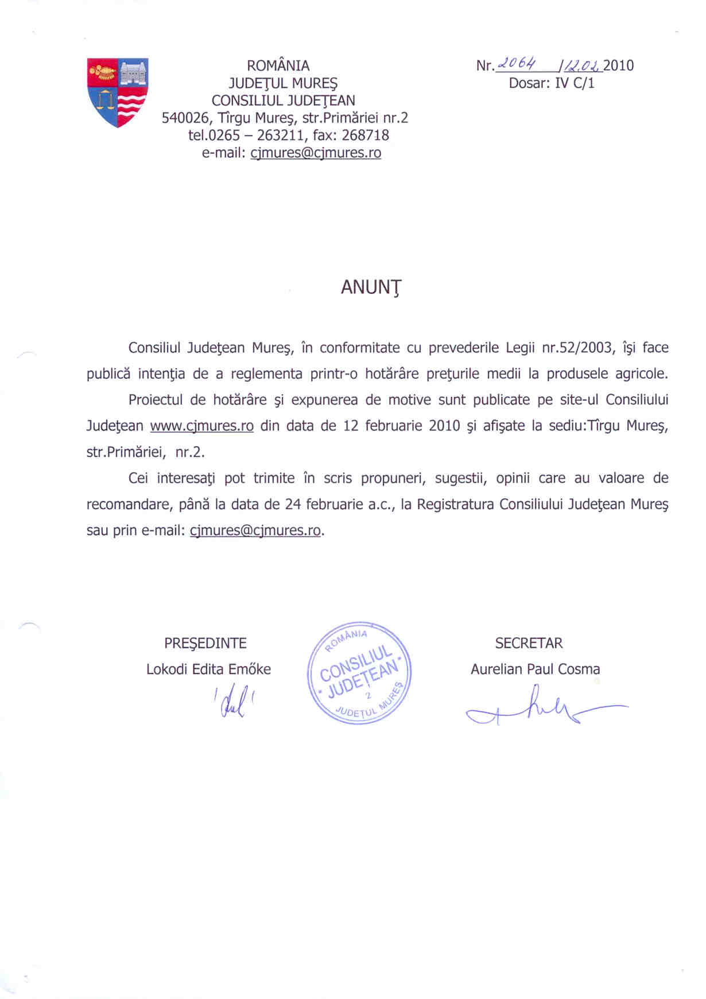 ROMÂNIA
JUDEŢUL MUREŞ
CONSILIUL JUDEŢEAN
540026, Tîrgu Mureş, str.Primăriei nr.2
tel.0265 – 263211, fax: 268718
e-mail: cjmures@cjmures.ro
Nr. 2064 /12.02.2010
Dosar: IV C/1
ANUNŢ
Consiliul Judeţean Mureş, în conformitate cu prevederile Legii nr.52/2003, îşi face
publică intenţia de a reglementa printr-o hotărâre preţurile medii la produsele agricole.
Proiectul de hotărâre şi expunerea de motive sunt publicate pe site-ul Consiliului
Judeţean www.cjmures.ro din data de 12 februarie 2010 şi afişate la sediu:Tîrgu Mureş,
str.Primăriei, nr.2.
Cei interesaţi pot trimite în scris propuneri, sugestii, opinii care au valoare de
recomandare, până la data de 24 februarie a.c., la Registratura Consiliului Judeţean Mureş
sau prin e-mail: cjmures@cjmures.ro.
PREŞEDINTE
Lokodi Edita Emőke
ROMÂNIA
CONSILIUL
JUDEŢEAN
2
JUDEŢUL MUREŞ
SECRETAR
Aurelian Paul Cosma